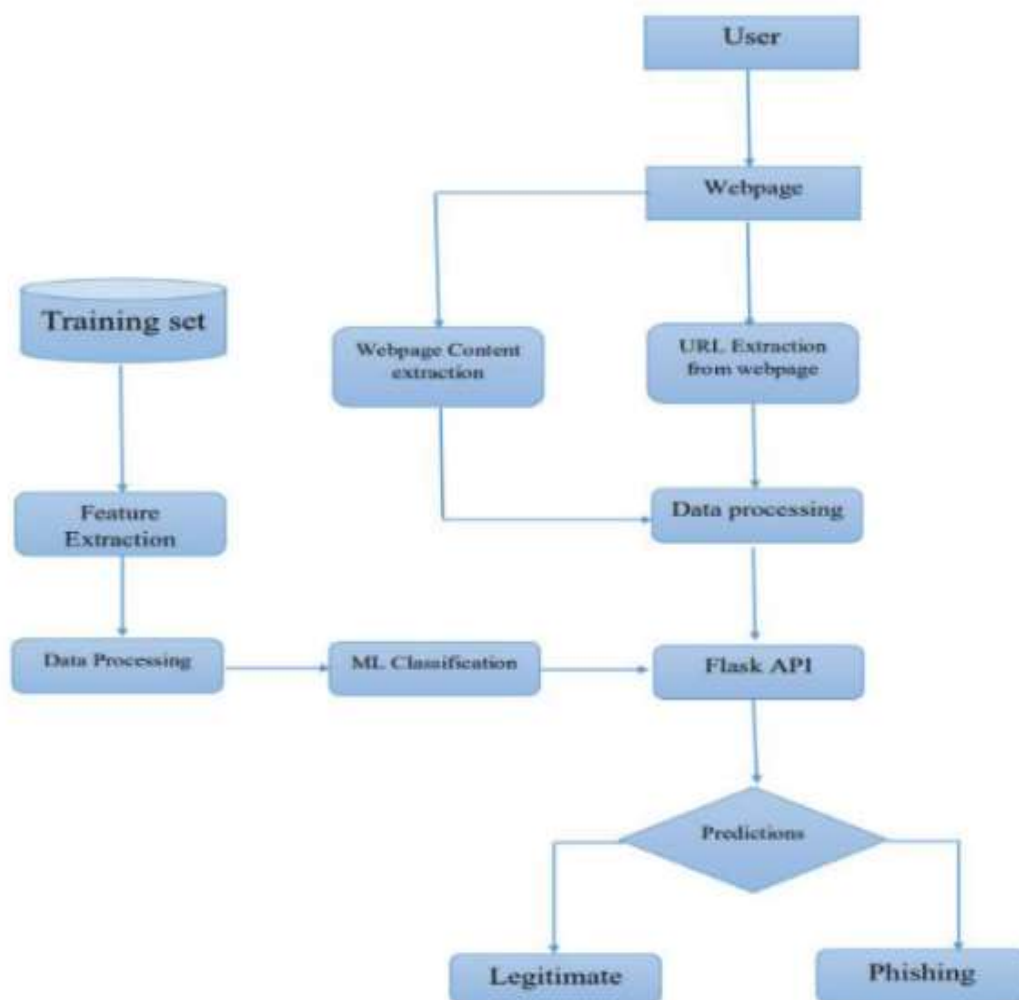 User
Webpage
Training set
Webpage Content
extraction
URL Extraction
from webpage
Feature
Extraction
Data processing
Data Processing
ML Classification
Flask API
Predictions
Legitimate
Phishing